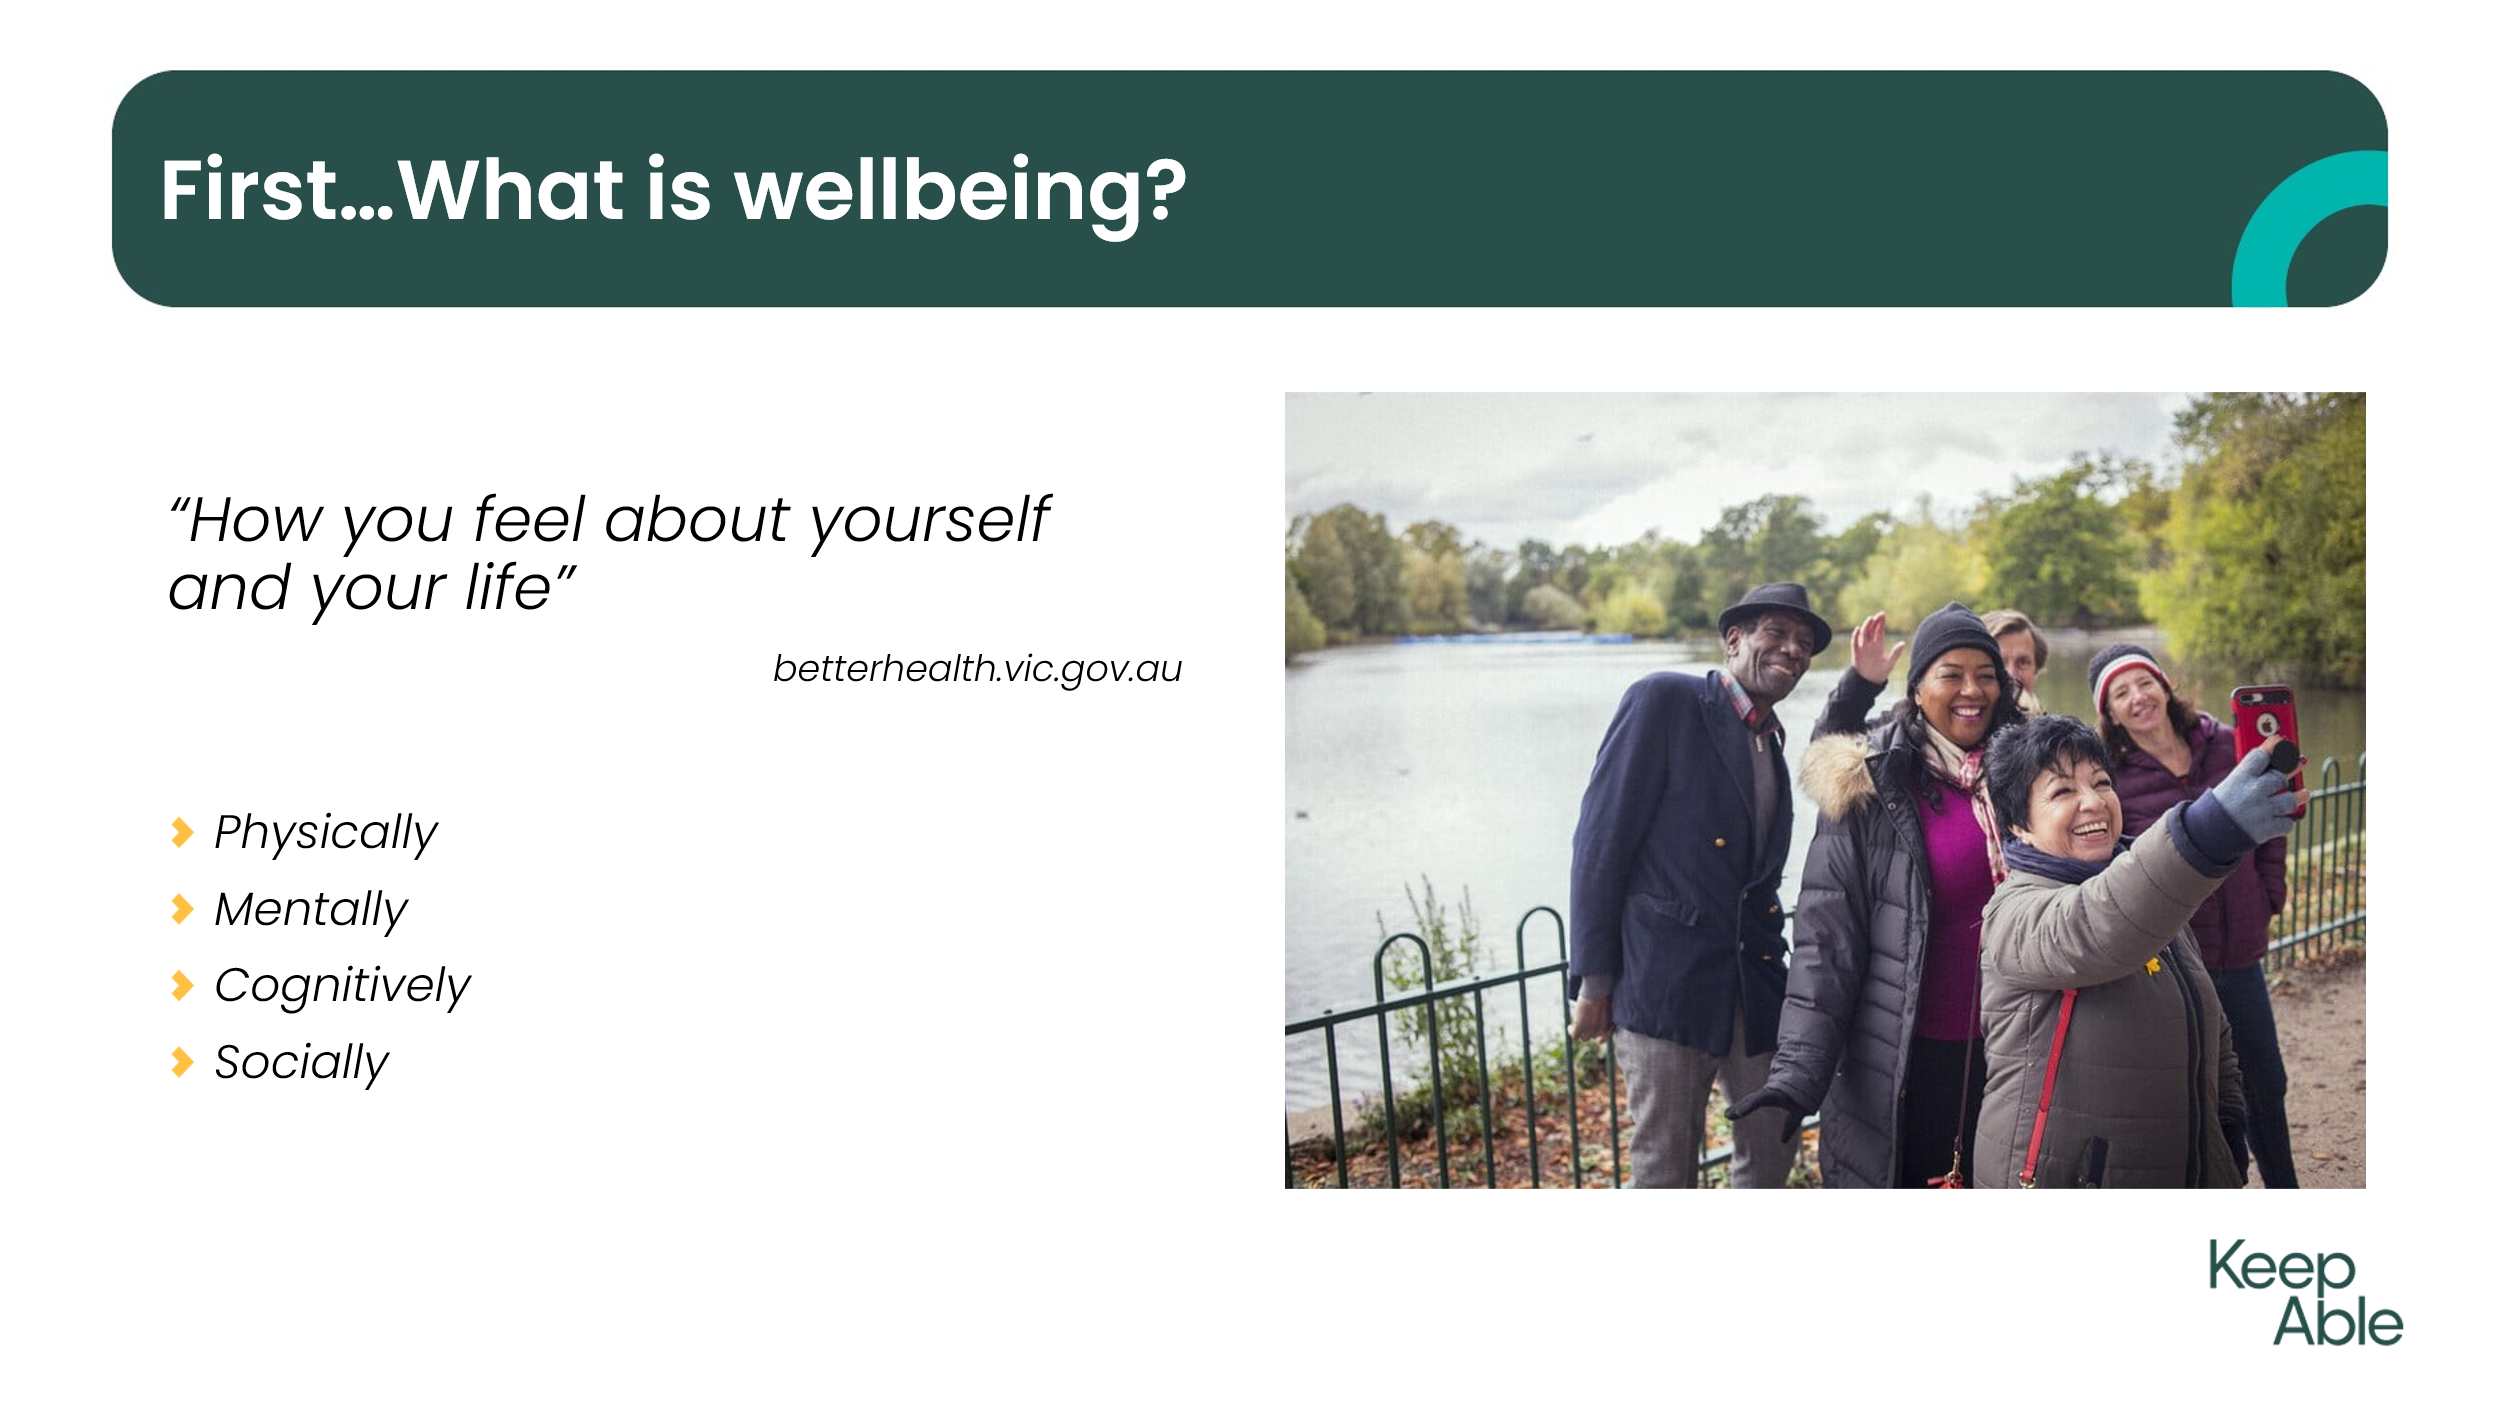 First...What is wellbeing?
“How you feel about yourself
and your life”
betterhealth.vic.gov.au
Physically
Mentally
Cognitively
Socially
Keep
Able